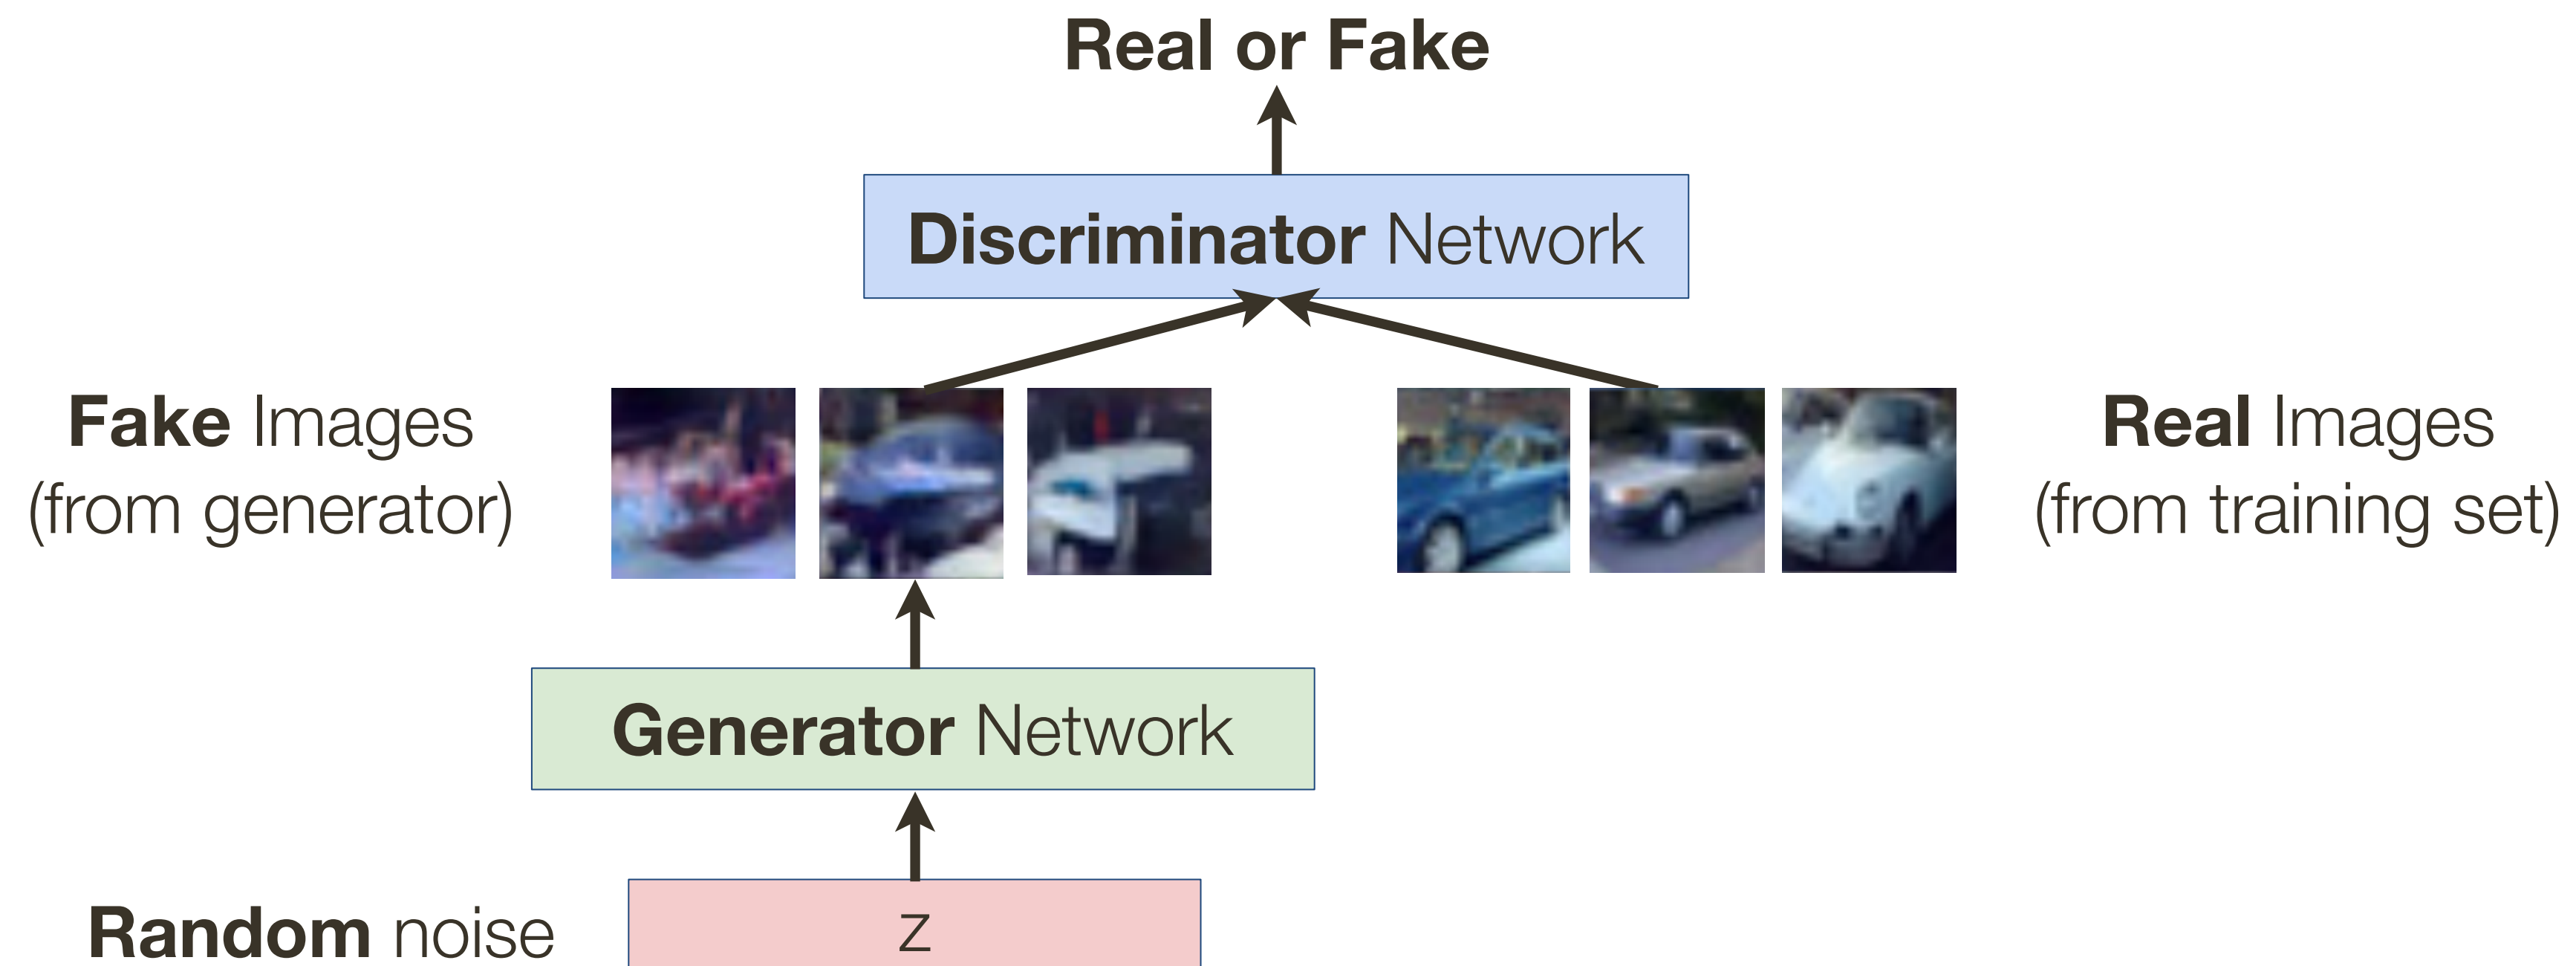 Real or Fake
Discriminator Network
Fake Images
(from generator)
Real Images
(from training set)
Generator Network
Random noise
z